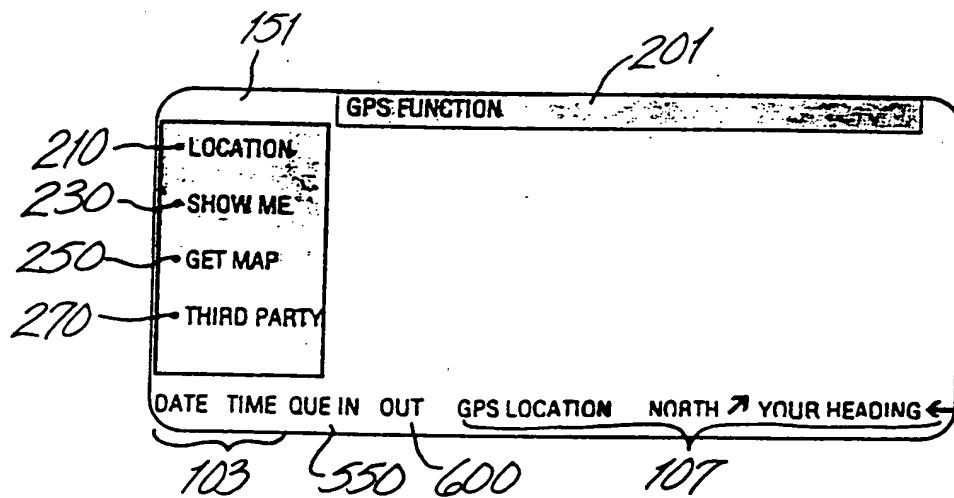 151
201
GPS FUNCTION
210 LOCATION
230 SHOW ME
250 GET MAP
270 THIRD PARTY
DATE TIME QUE IN OUT GPS LOCATION NORTH ↗ YOUR HEADING ←
103 550 600 107